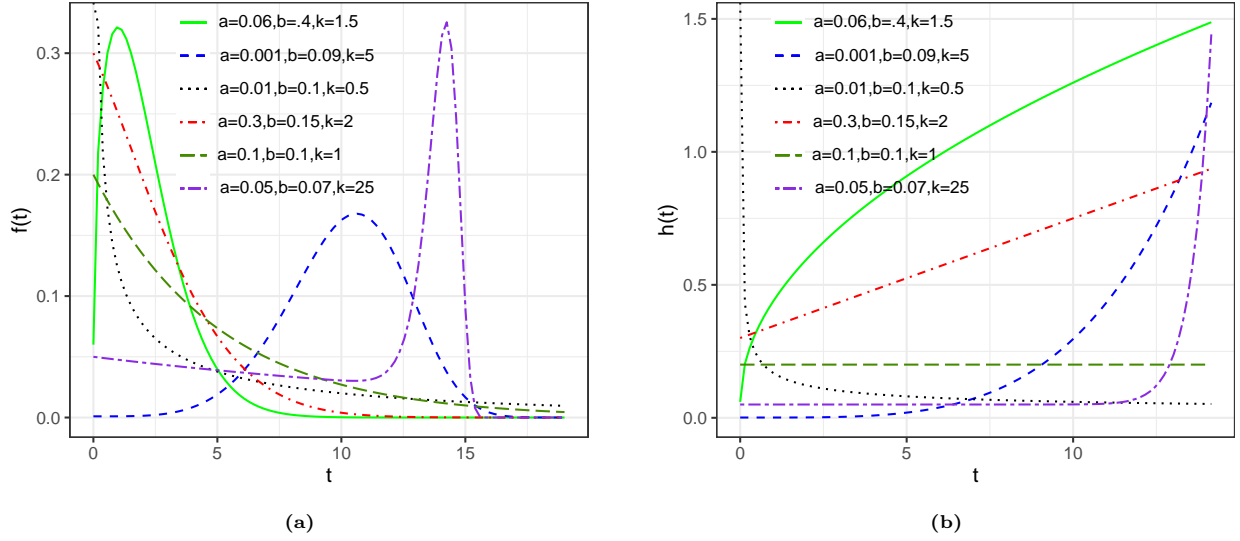 a=0.06,b=.4,k=1.5
a=0.001,b=0.09,k=5
a=0.01,b=0.1,k=0.5
a=0.3,b=0.15,k=2
a=0.1,b=0.1,k=1
a=0.05,b=0.07,k=25
f(t)
0.3
0.2
0.1
0.0
0
5
10
15
t
(a)
a=0.06,b=.4,k=1.5
a=0.001,b=0.09,k=5
a=0.01,b=0.1,k=0.5
a=0.3,b=0.15,k=2
a=0.1,b=0.1,k=1
a=0.05,b=0.07,k=25
h(t)
1.5
1.0
0.5
0.0
0
5
10
t
(b)